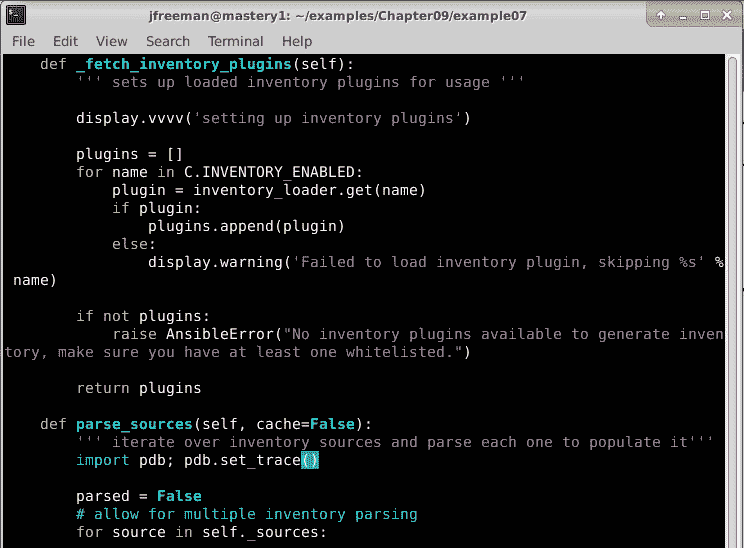 jfreeman@mastery1: ~/examples/Chapter09/example07
File Edit View Search Terminal Help
    def _fetch_inventory_plugins(self):
        ''' sets up loaded inventory plugins for usage '''

        display.vvvv('setting up inventory plugins')

        plugins = []
        for name in C.INVENTORY_ENABLED:
            plugin = inventory_loader.get(name)
            if plugin:
                plugins.append(plugin)
            else:
                display.warning('Failed to load inventory plugin, skipping %s' %
 name)

        if not plugins:
            raise AnsibleError("No inventory plugins available to generate inven
tory, make sure you have at least one whitelisted.")

        return plugins

    def parse_sources(self, cache=False):
        ''' iterate over inventory sources and parse each one to populate it'''
        import pdb; pdb.set_trace()

        parsed = False
        # allow for multiple inventory parsing
        for source in self._sources: